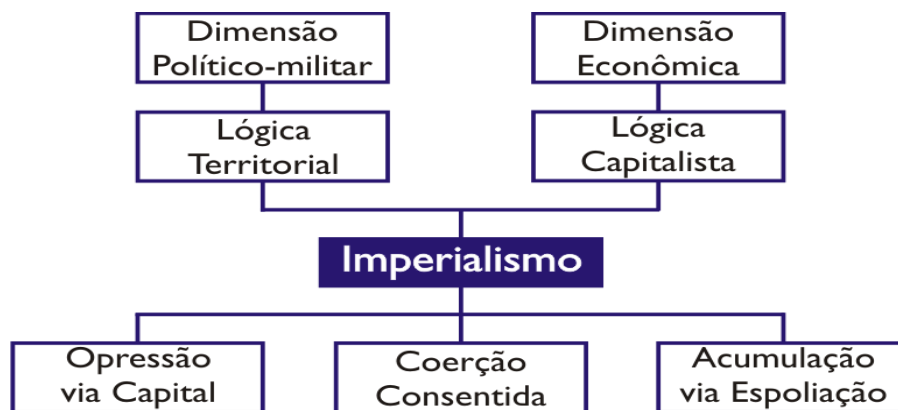 Dimensão
Político-militar
Dimensão
Econômica
Lógica
Territorial
Lógica
Capitalista
Imperialismo
Opressão
via Capital
Coerção
Consentida
Acumulação
via Espoliação